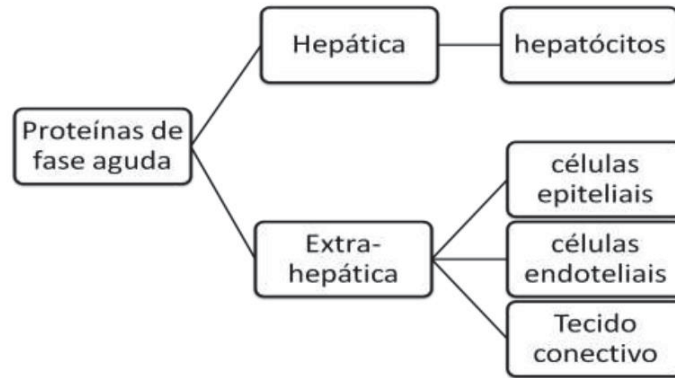 Hepática
hepatócitos
Proteínas de
fase aguda
células
epiteliais
Extra-
hepática
células
endoteliais
Tecido
conectivo